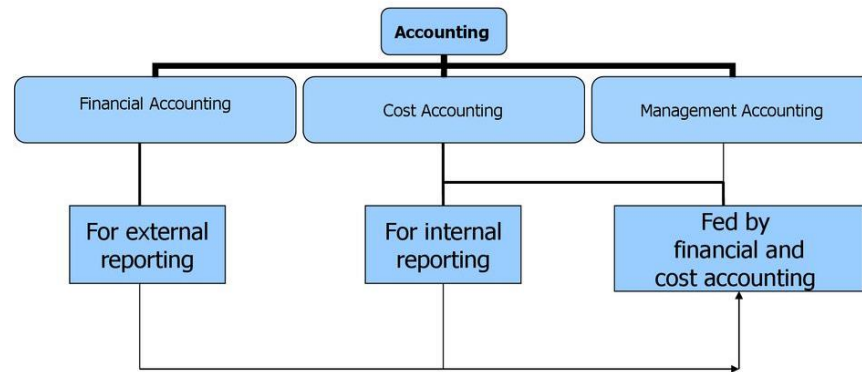 Accounting
Financial Accounting
Cost Accounting
Management Accounting
For external
reporting
For internal
reporting
Fed by
financial and
cost accounting